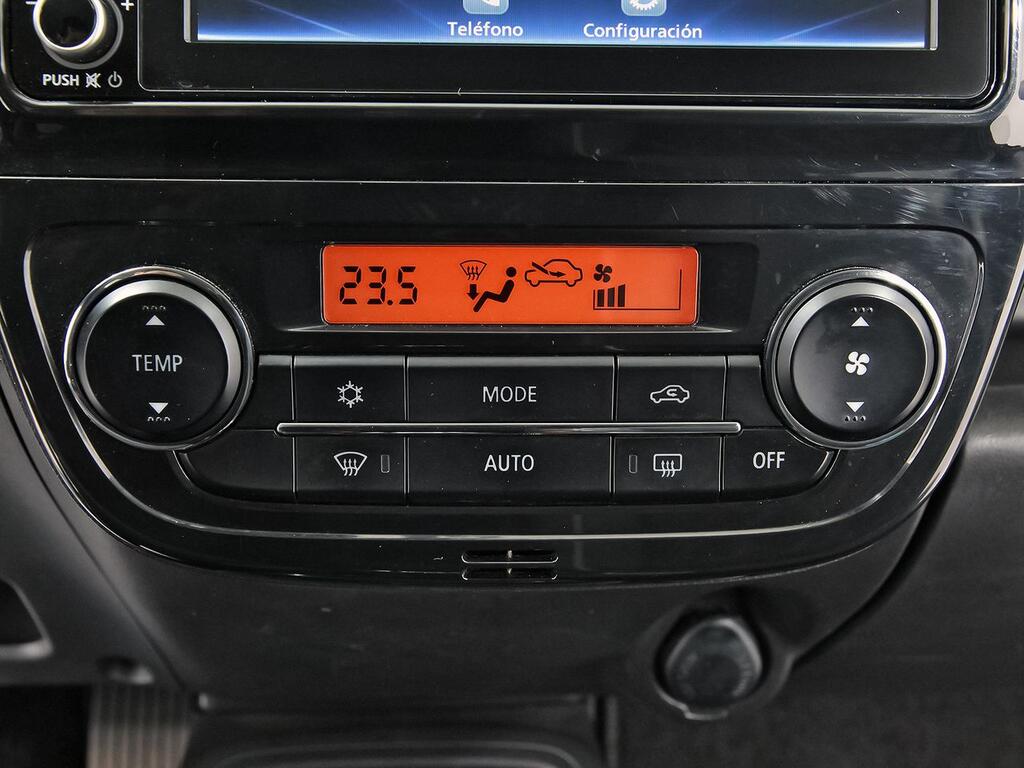 Teléfono Configuración
- +
PUSH
23.5
TEMP
MODE
AUTO
OFF